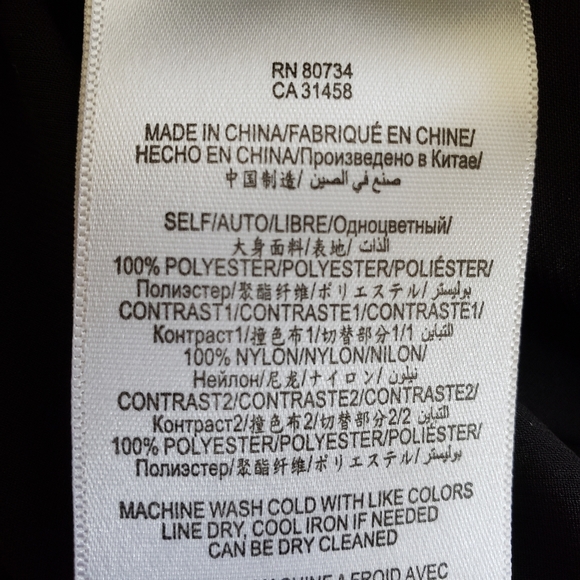 RN 80734
CA 31458
MADE IN CHINA/FABRIQUÉ EN CHINE/
HECHO EN CHINA/Произведено в Китае/
中国制造/ صنع في الصين/
SELF/AUTO/LIBRE/Одноцветный/
大身面料/表地/ الذات/
100% POLYESTER/POLYESTER/POLIÉSTER/
Полиэстер/聚酯纤维/ポリエステル/ بوليستر/
CONTRAST1/CONTRASTE1/CONTRASTE1/
Контраст1/撞色布1/切替部分1/1 التباين/
100% NYLON/NYLON/NILON/
Нейлон/尼龙/ナイロン/ نيلون/
CONTRAST2/CONTRASTE2/CONTRASTE2/
Контраст2/撞色布2/切替部分2/2 التباين/
100% POLYESTER/POLYESTER/POLIÉSTER/
Полиэстер/聚酯纤维/ポリエステル/ بوليستر/
MACHINE WASH COLD WITH LIKE COLORS
LINE DRY, COOL IRON IF NEEDED
CAN BE DRY CLEANED
MACHINE A FROID AVEC